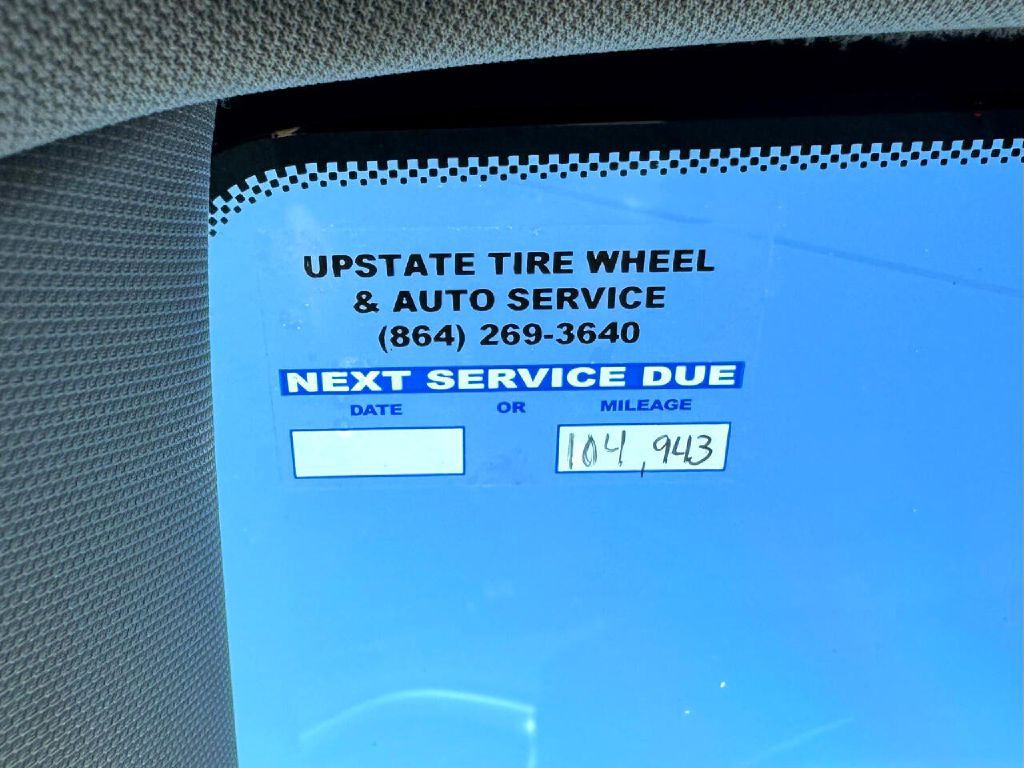 UPSTATE TIRE WHEEL
& AUTO SERVICE
(864) 269-3640
NEXT SERVICE DUE
DATE OR MILEAGE
104,943